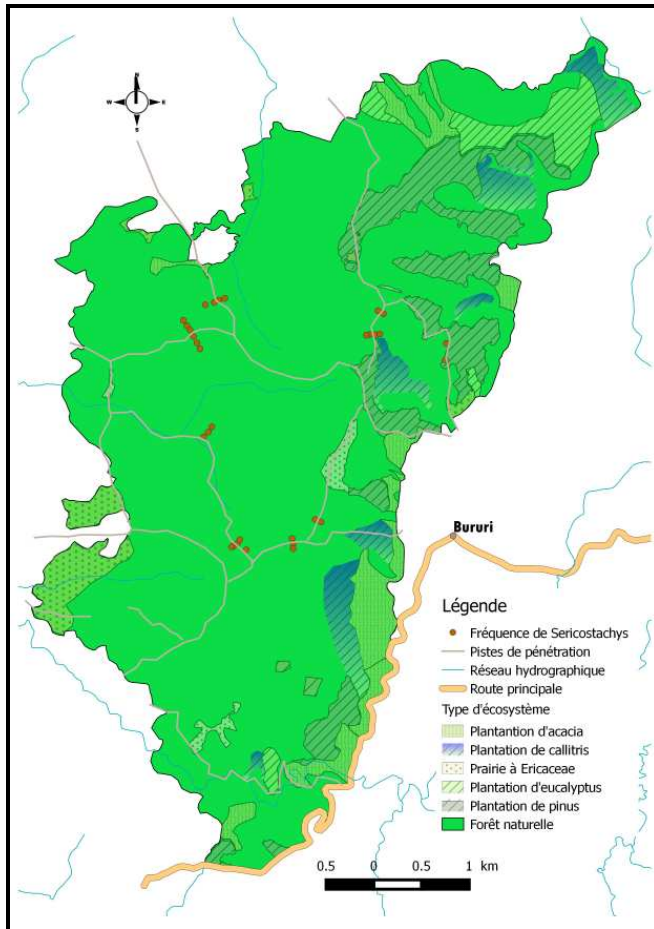 N
W E
S
Bururi
Légende
Fréquence de Sericostachys
Pistes de pénétration
Réseau hydrographique
Route principale
Type d'écosystème
Plantantion d'acacia
Plantation de callitris
Prairie à Ericaceae
Plantation d'eucalyptus
Plantation de pinus
Forêt naturelle
0.5 0 0.5 1 km